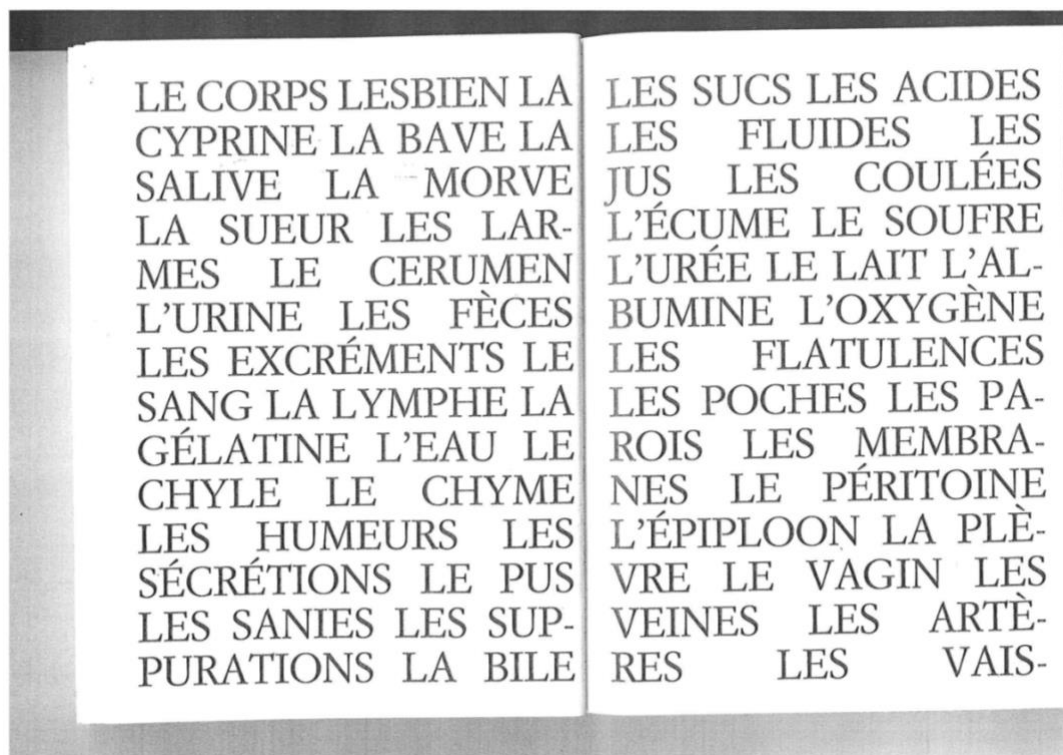 LE CORPS LESBIEN LA
CYPRINE LA BAVE LA
SALIVE LA MORVE
LA SUEUR LES LAR-
MES LE CERUMEN
L'URINE LES FÈCES
LES EXCRÉMENTS LE
SANG LA LYMPHE LA
GÉLATINE L'EAU LE
CHYLE LE CHYME
LES HUMEURS LES
SÉCRÉTIONS LE PUS
LES SANIES LES SUP-
PURATIONS LA BILE
LES SUCS LES ACIDES
LES FLUIDES LES
JUS LES COULÉES
L'ÉCUME LE SOUFRE
L'URÉE LE LAIT L'AL-
BUMINE L'OXYGÈNE
LES FLATULENCES
LES POCHES LES PA-
ROIS LES MEMBRA-
NES LE PÉRITOINE
L'ÉPIPLOON LA PLÈ-
VRE LE VAGIN LES
VEINES LES ARTÈ-
RES LES VAIS-